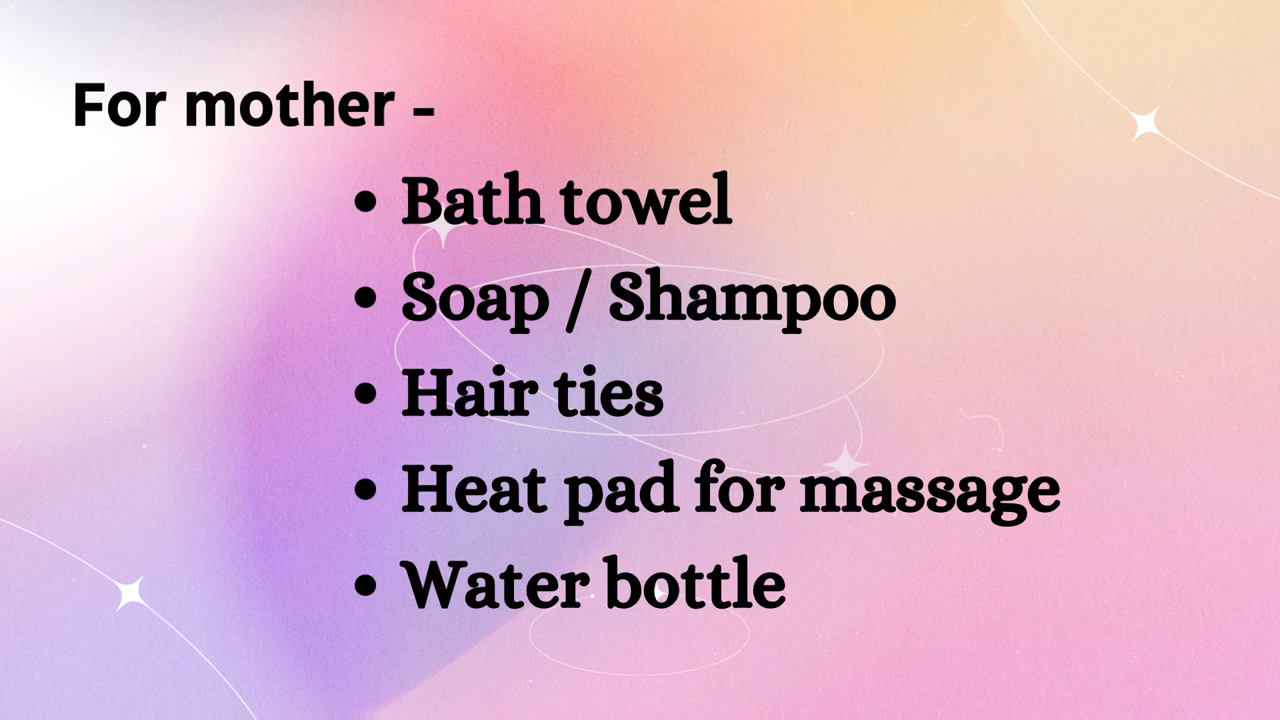 For mother -
• Bath towel
• Soap / Shampoo
• Hair ties
• Heat pad for massage
• Water bottle